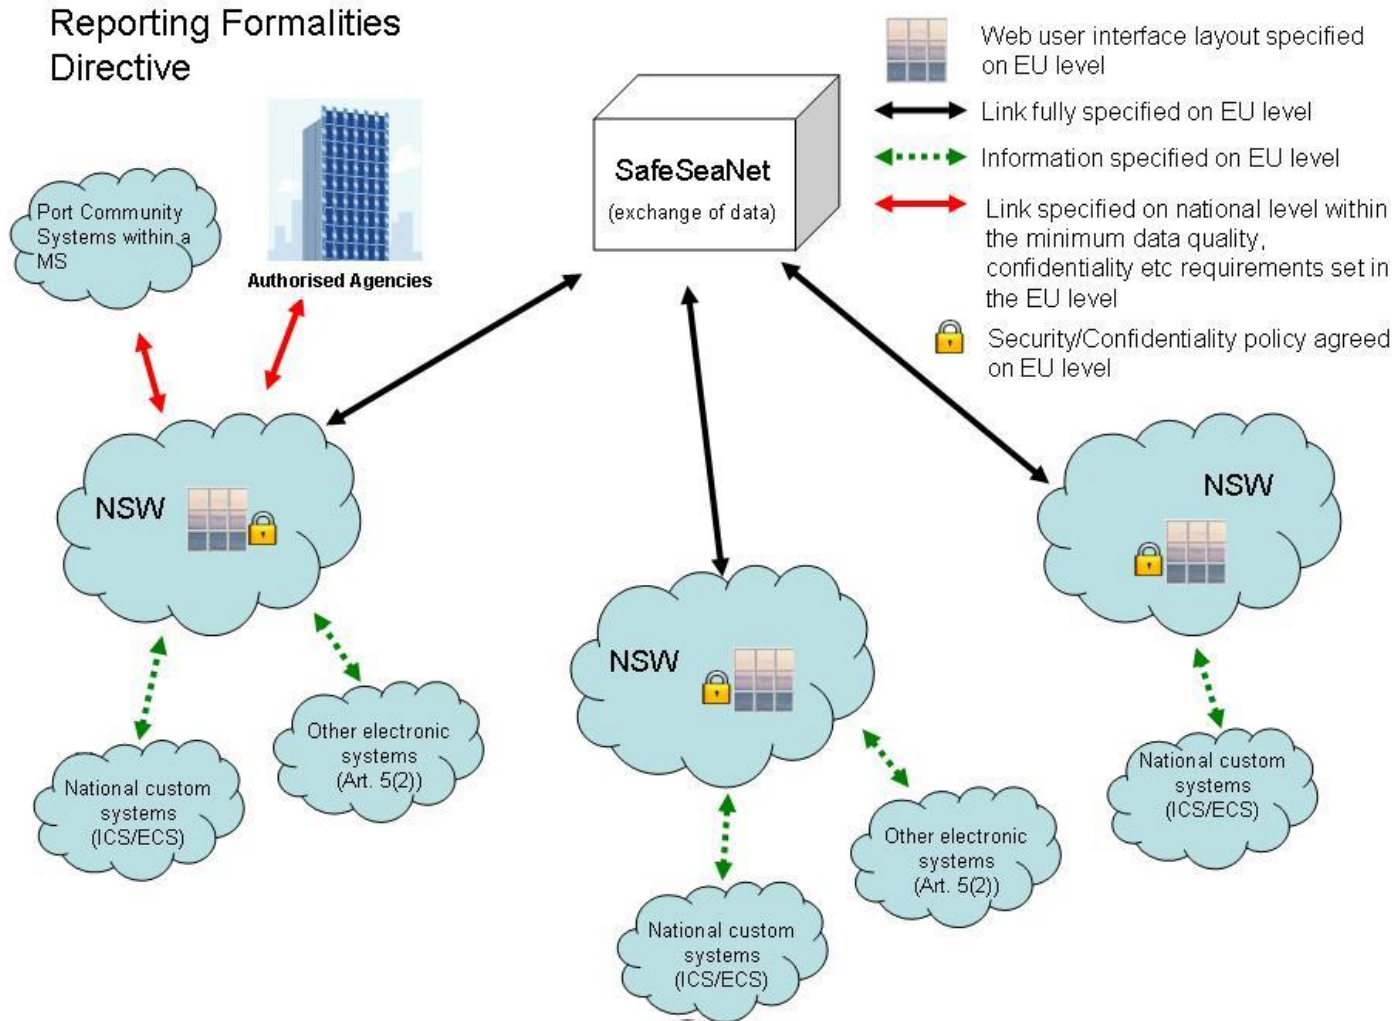 Reporting Formalities
Directive
Web user interface layout specified
on EU level
Link fully specified on EU level
Information specified on EU level
Link specified on national level within
the minimum data quality,
confidentiality etc requirements set in
the EU level
Security/Confidentiality policy agreed
on EU level
SafeSeaNet
(exchange of data)
Port Community
Systems within a
MS
Authorised Agencies
NSW
NSW
NSW
National custom
systems
(ICS/ECS)
Other electronic
systems
(Art. 5(2))
National custom
systems
(ICS/ECS)
Other electronic
systems
(Art. 5(2))
National custom
systems
(ICS/ECS)